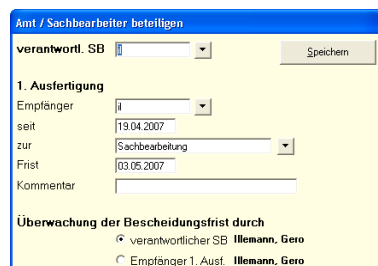 Amt / Sachbearbeiter beteiligen
verantwortl. SB il
Speichern
1. Ausfertigung
Empfänger il
seit 19.04.2007
zur Sachbearbeitung
Frist 03.05.2007
Kommentar
Überwachung der Bescheidungsfrist durch
verantwortlicher SB Illemann, Gero
Empfänger 1. Ausf. Illemann, Gero